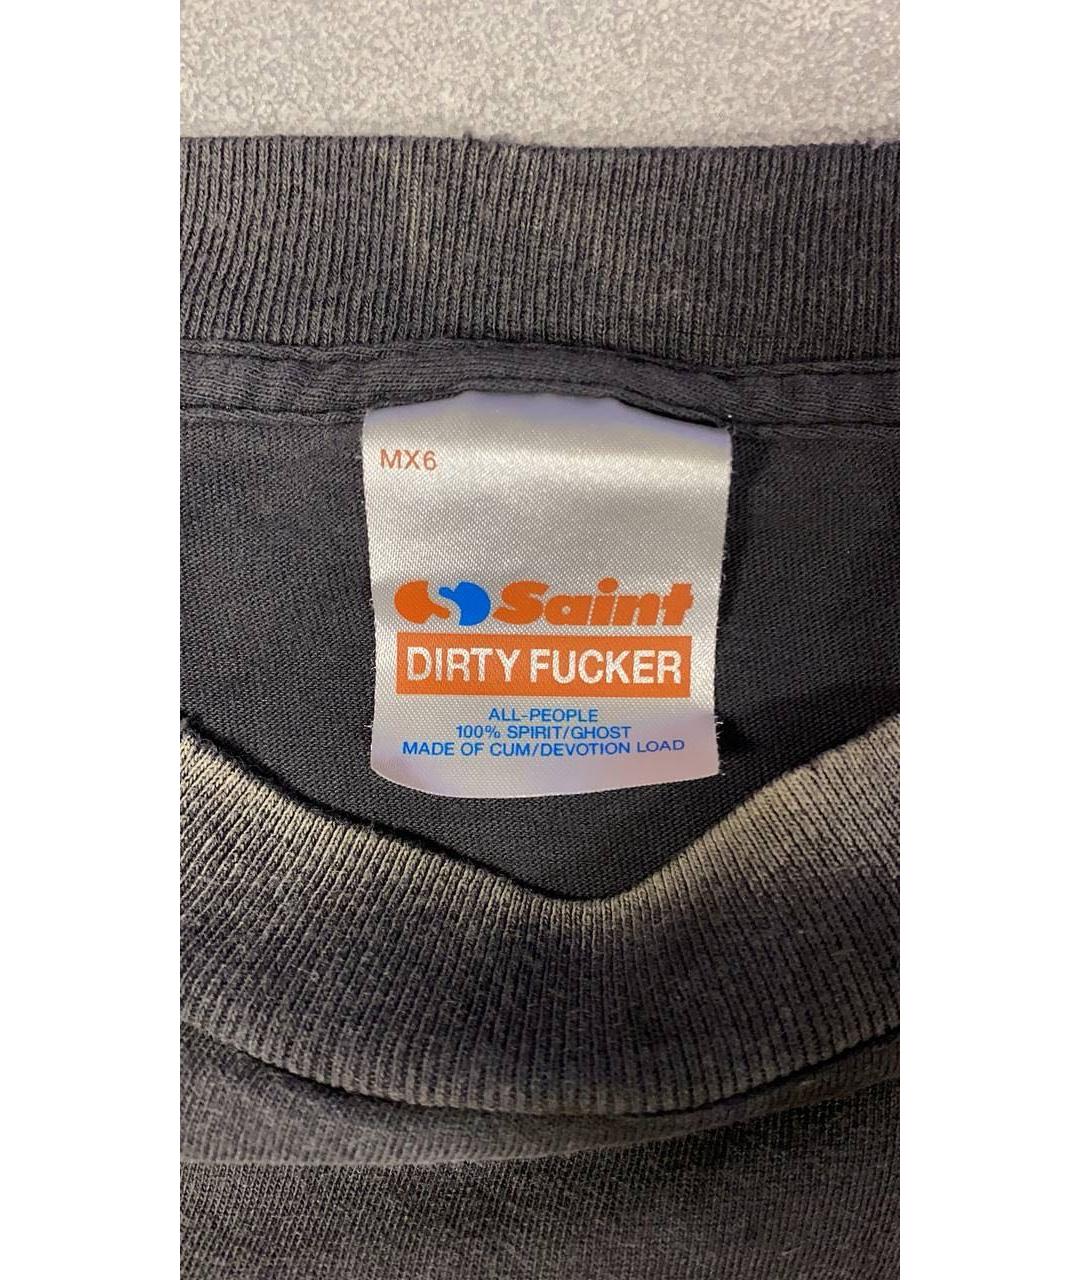 MX6
Saint
DIRTY FUCKER
ALL-PEOPLE
100% SPIRIT/GHOST
MADE OF CUM/DEVOTION LOAD